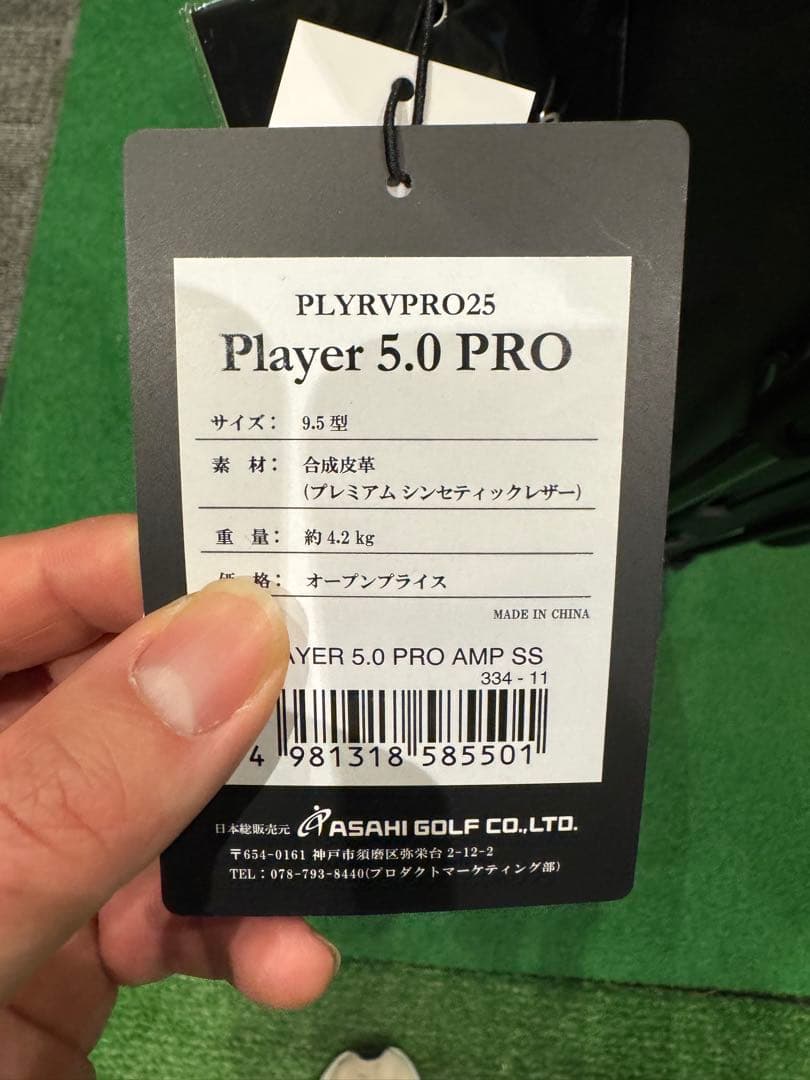 PLYRVPRO25
Player 5.0 PRO
サイズ： 9.5 型
素 材： 合成皮革
(プレミアム シンセティックレザー)
重 量： 約 4.2 kg
価 格： オープンプライス
MADE IN CHINA
AYER 5.0 PRO AMP SS
334 - 11
4 981318 585501
日本総販売元 ASAHI GOLF CO.,LTD.
〒654-0161 神戸市須磨区弥栄台 2-12-2
TEL：078-793-8440(プロダクトマーケティング部)